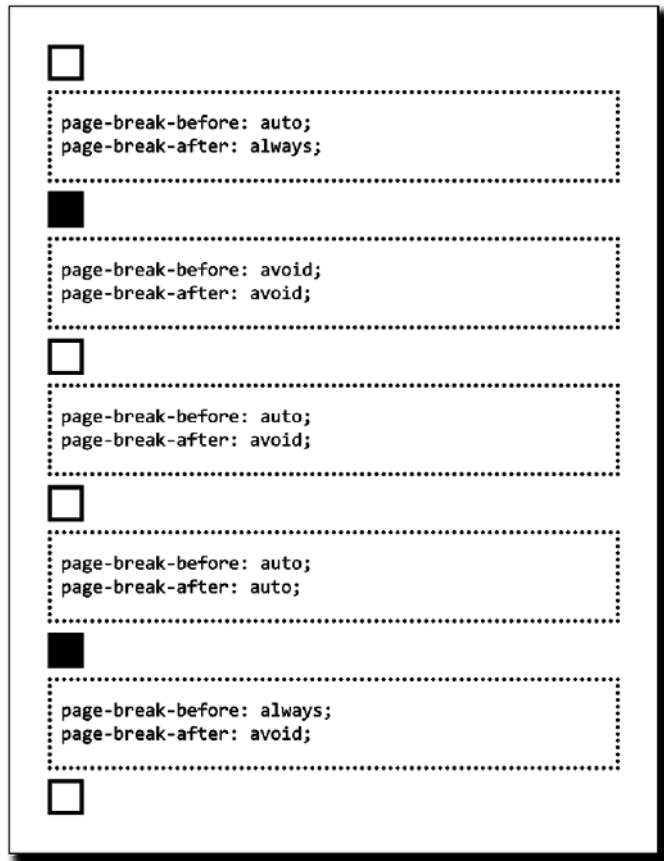 page-break-before: auto;
page-break-after: always;
page-break-before: avoid;
page-break-after: avoid;
page-break-before: auto;
page-break-after: avoid;
page-break-before: auto;
page-break-after: auto;
page-break-before: always;
page-break-after: avoid;